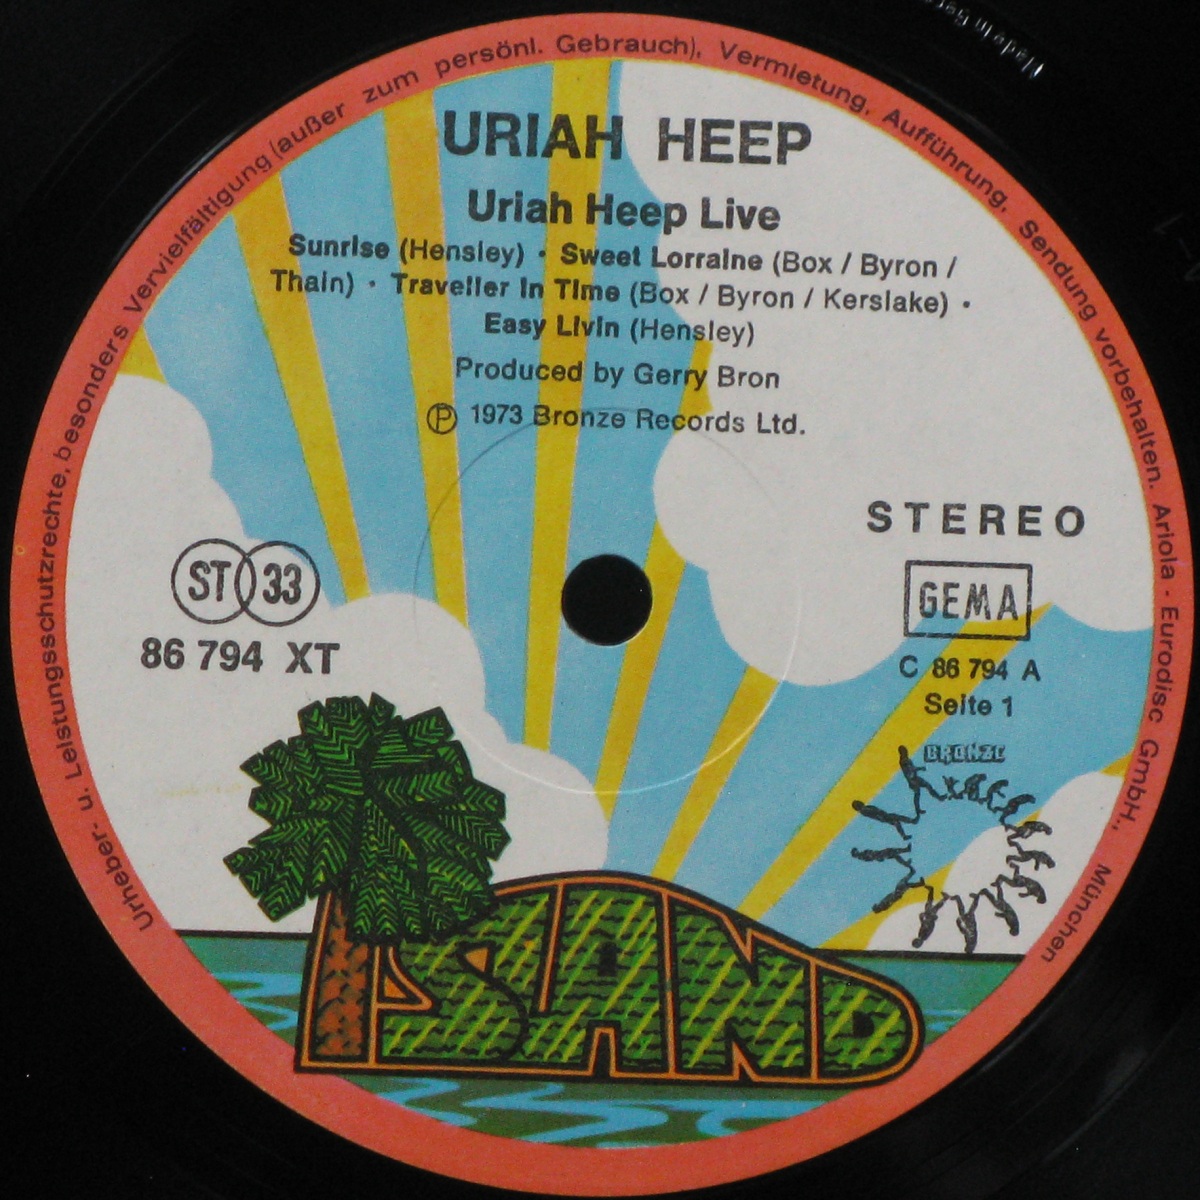 Urheber- u. Leistungsschutzrechte, besonders Vervielfältigung (außer zum persönl. Gebrauch), Vermietung, Aufführung, Sendung vorbehalten. Ariola - Eurodisc GmbH., München
URIAH HEEP
Uriah Heep Live
Sunrise (Hensley) · Sweet Lorraine (Box / Byron /
Thain) · Traveller in Time (Box / Byron / Kerslake) ·
Easy Livin (Hensley)
Produced by Gerry Bron
Ⓟ 1973 Bronze Records Ltd.
STEREO
ST 33
GEMA
86 794 XT
C 86 794 A
Seite 1
BRONZE
ISLAND
Made in